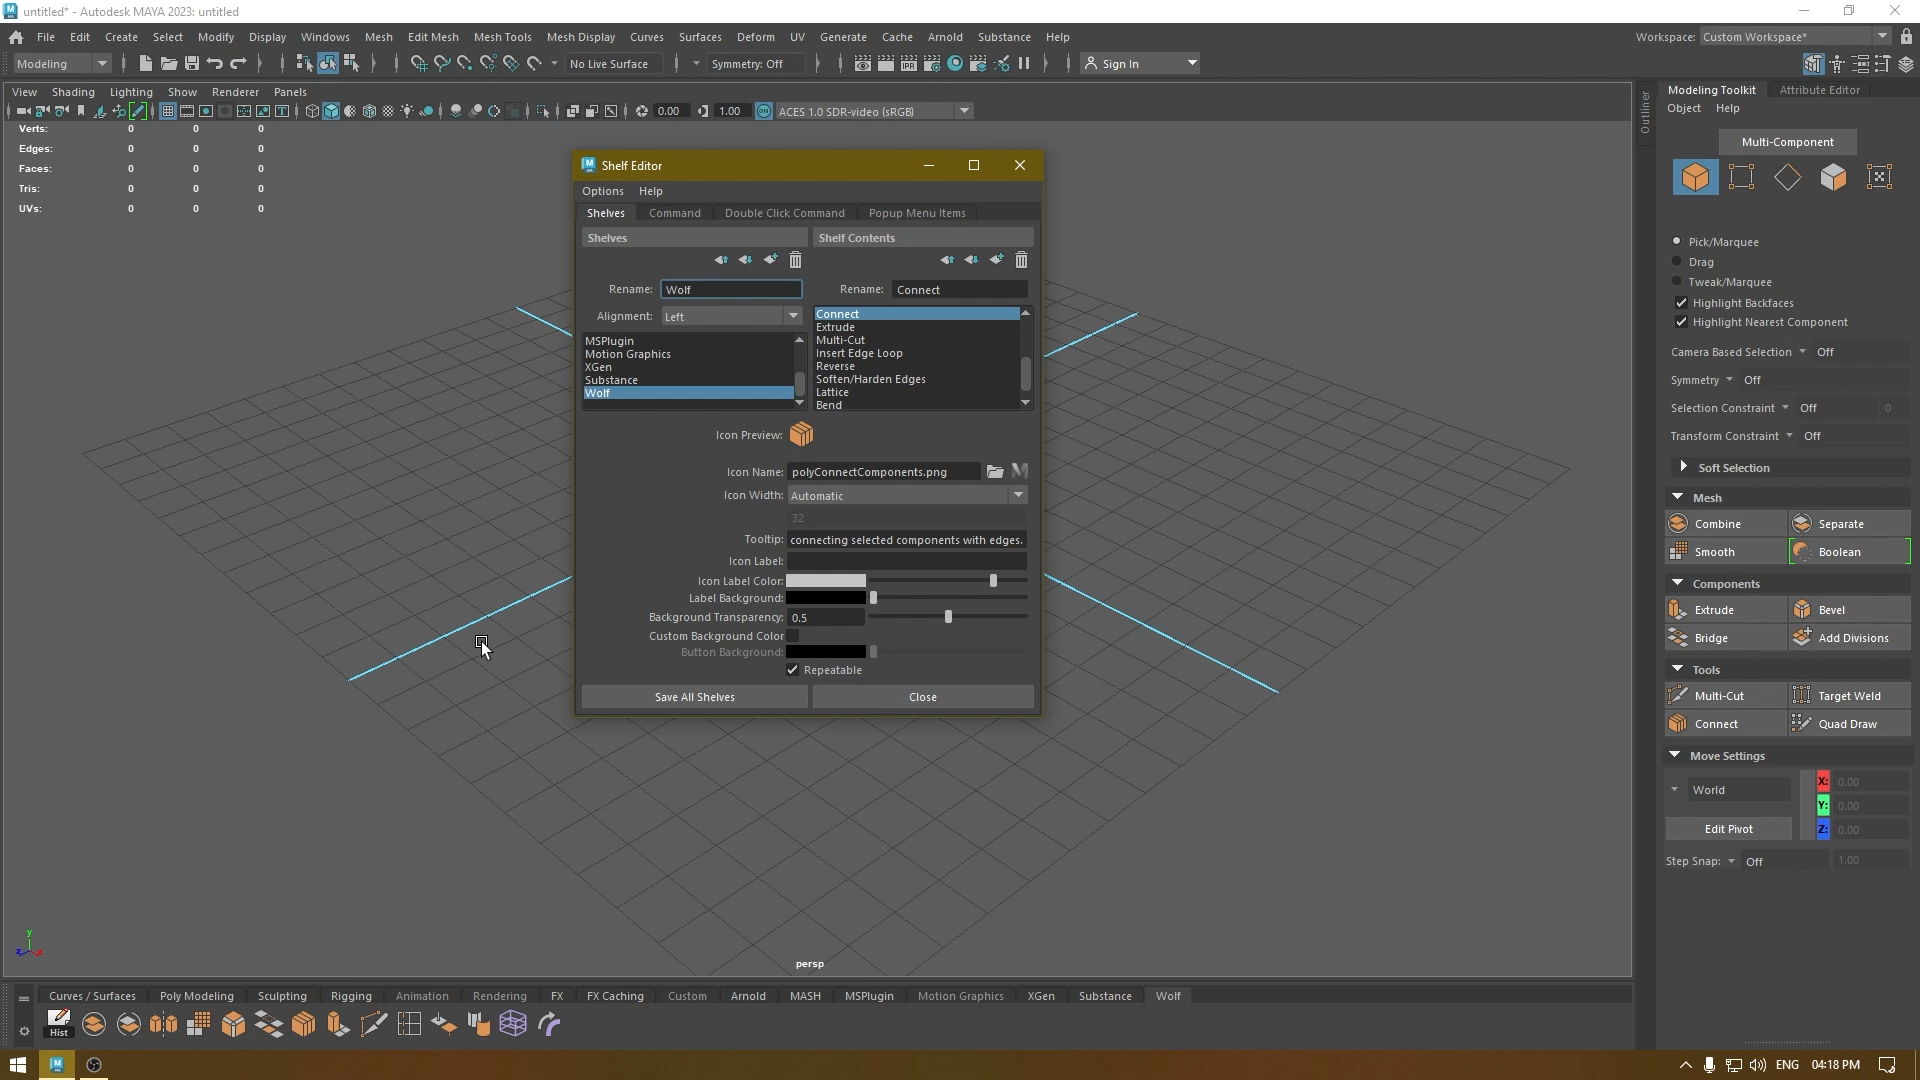 untitled* - Autodesk MAYA 2023: untitled
File Edit Create Select Modify Display Windows Mesh Edit Mesh Mesh Tools Mesh Display Curves Surfaces Deform UV Generate Cache Arnold Substance Help
Workspace: Custom Workspace*
Modeling No Live Surface Symmetry: Off Sign In
View Shading Lighting Show Renderer Panels
0.00 1.00 ON ACES 1.0 SDR-video (sRGB)
Verts: 0 0 0
Edges: 0 0 0
Faces: 0 0 0
Tris: 0 0 0
UVs: 0 0 0
Shelf Editor
Options Help
Shelves Command Double Click Command Popup Menu Items
Shelves Shelf Contents
Rename: Wolf Rename: Connect
Alignment: Left
MSPlugin
Motion Graphics
XGen
Substance
Wolf
Connect
Extrude
Multi-Cut
Insert Edge Loop
Reverse
Soften/Harden Edges
Lattice
Bend
Icon Preview:
Icon Name: polyConnectComponents.png
Icon Width: Automatic
32
Tooltip: connecting selected components with edges.
Icon Label:
Icon Label Color:
Label Background:
Background Transparency: 0.5
Custom Background Color
Button Background:
Repeatable
Save All Shelves Close
persp
y
z x
Outliner
Modeling Toolkit Attribute Editor
Object Help
Multi-Component
Pick/Marquee
Drag
Tweak/Marquee
Highlight Backfaces
Highlight Nearest Component
Camera Based Selection Off
Symmetry Off
Selection Constraint Off 0
Transform Constraint Off
Soft Selection
Mesh
Combine Separate
Smooth Boolean
Components
Extrude Bevel
Bridge Add Divisions
Tools
Multi-Cut Target Weld
Connect Quad Draw
Move Settings
World
X: 0.00
Y: 0.00
Z: 0.00
Edit Pivot
Step Snap: Off 1.00
Curves / Surfaces Poly Modeling Sculpting Rigging Animation Rendering FX FX Caching Custom Arnold MASH MSPlugin Motion Graphics XGen Substance Wolf
Hist
ENG 04:18 PM